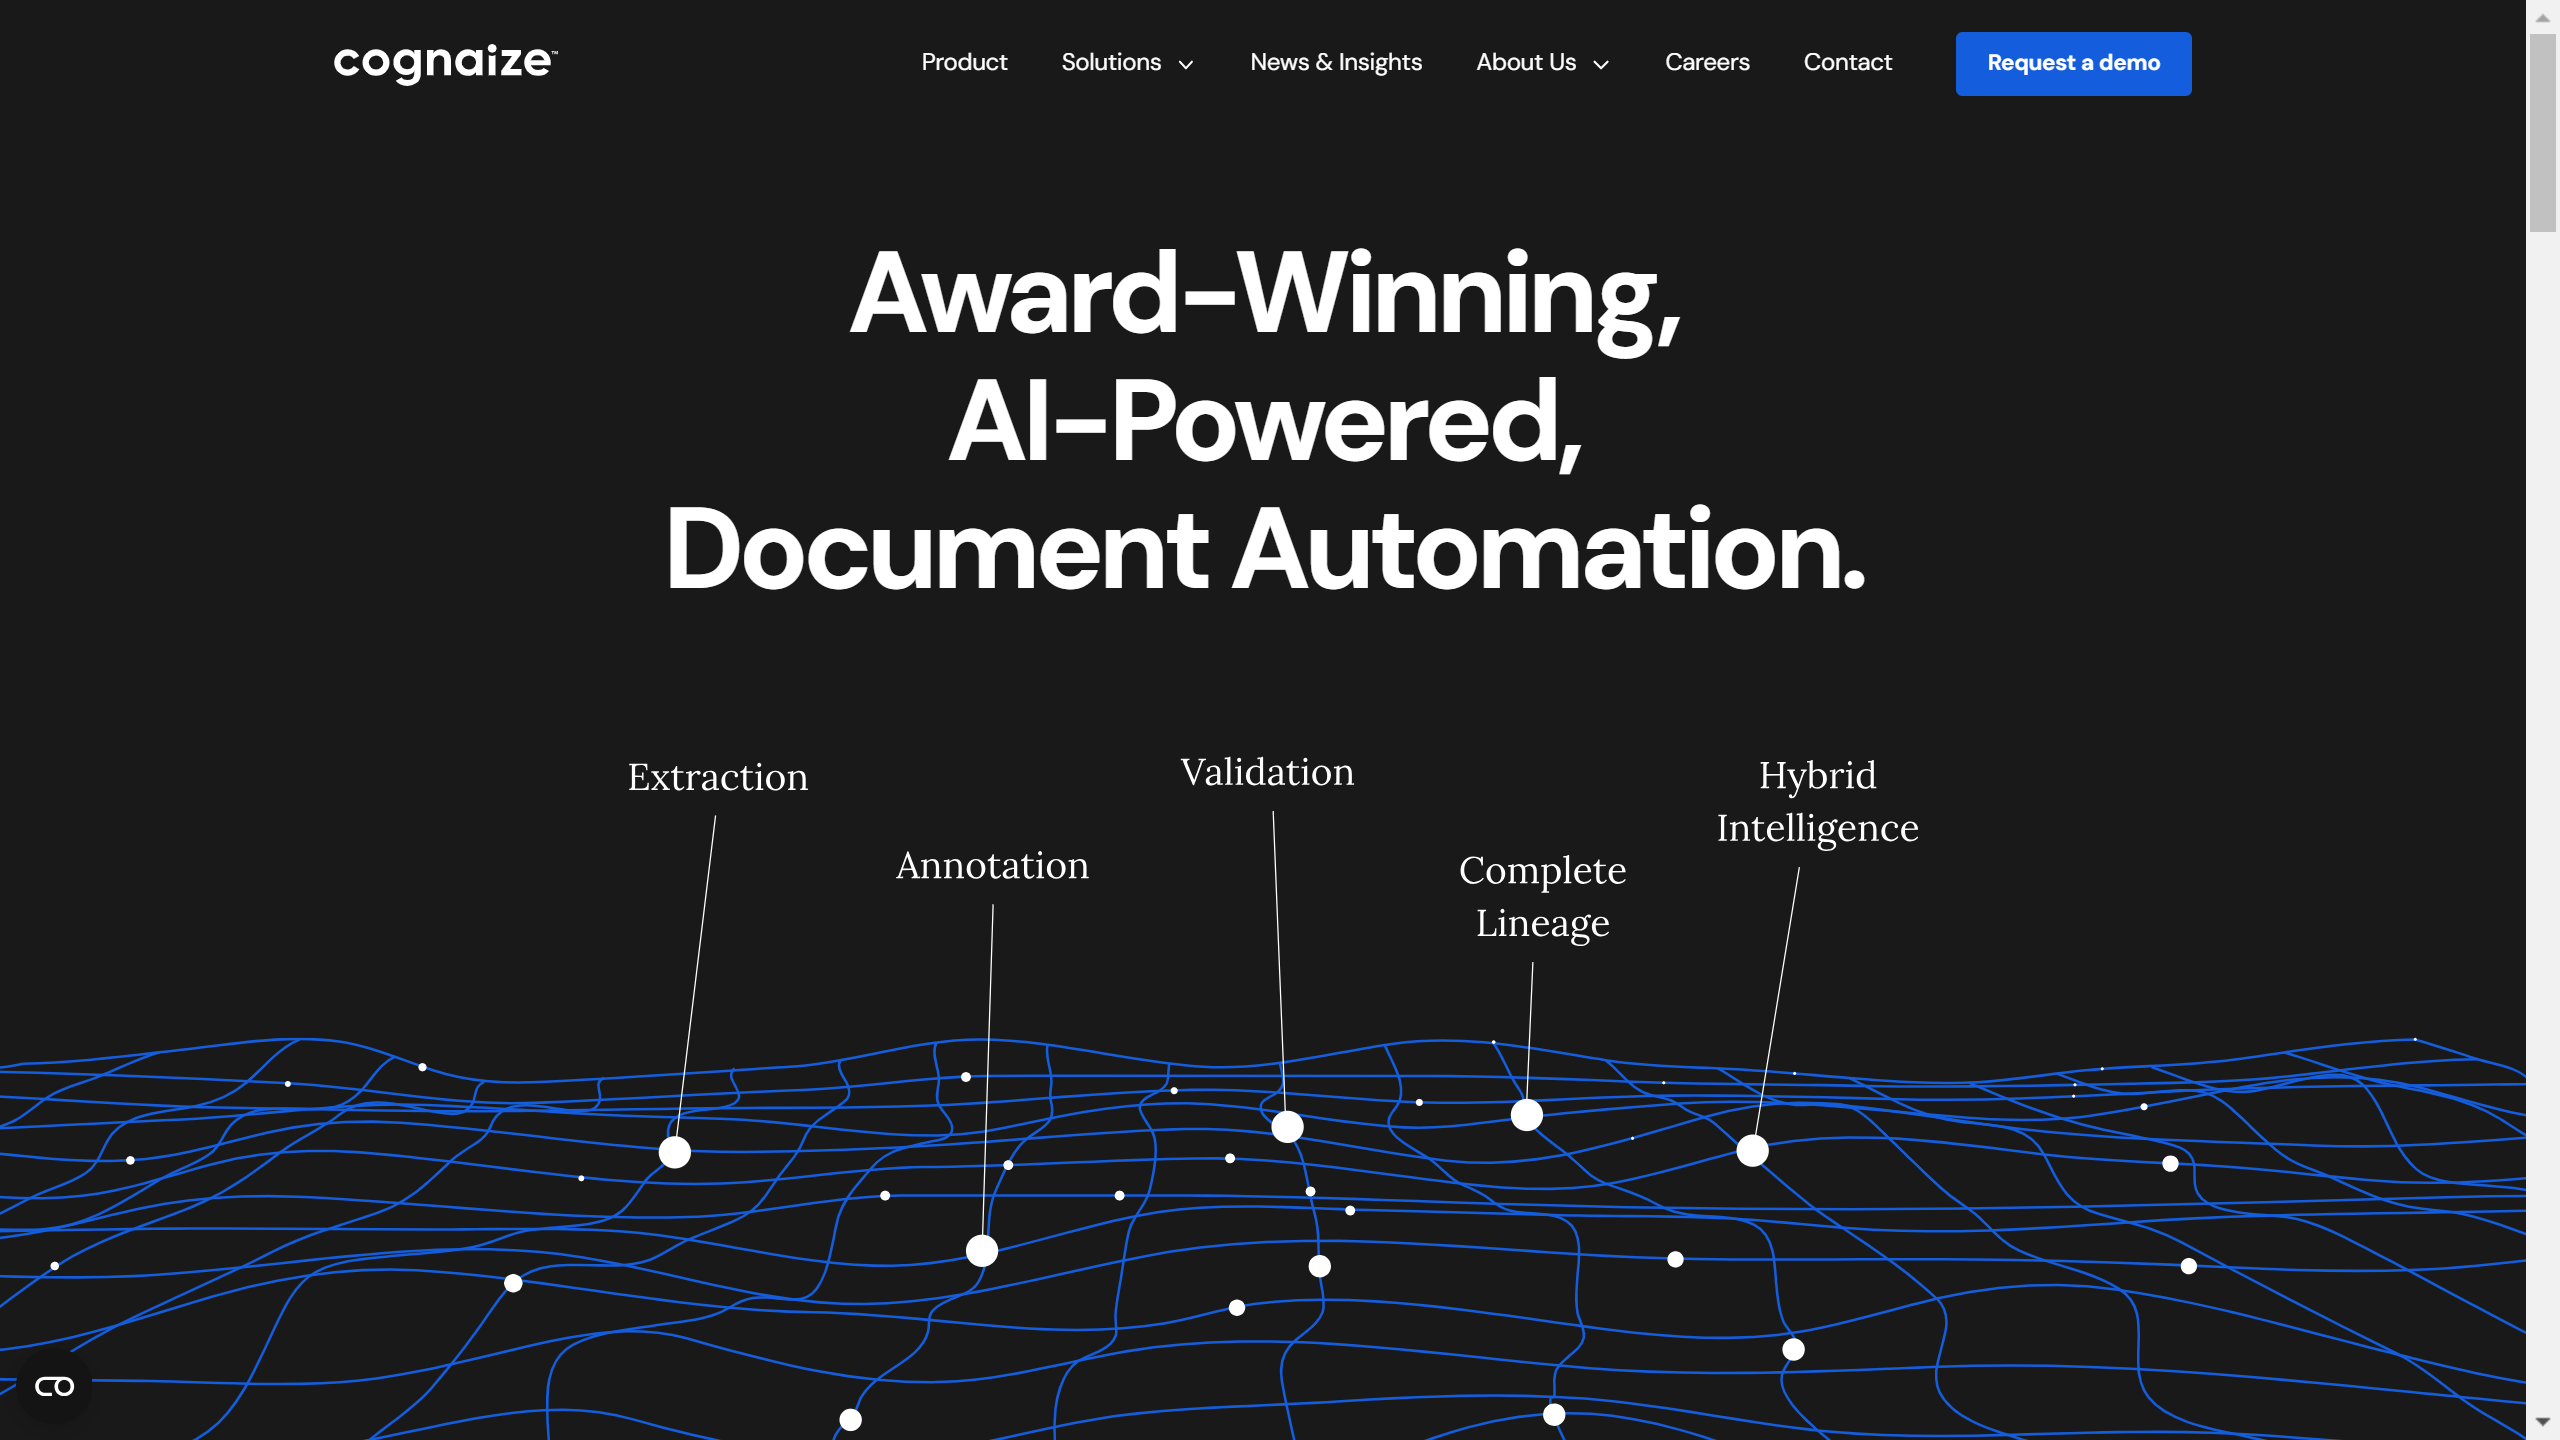 cognaize™
Product
Solutions
News & Insights
About Us
Careers
Contact
Request a demo
Award-Winning,
AI-Powered,
Document Automation.
Extraction
Annotation
Validation
Complete
Lineage
Hybrid
Intelligence